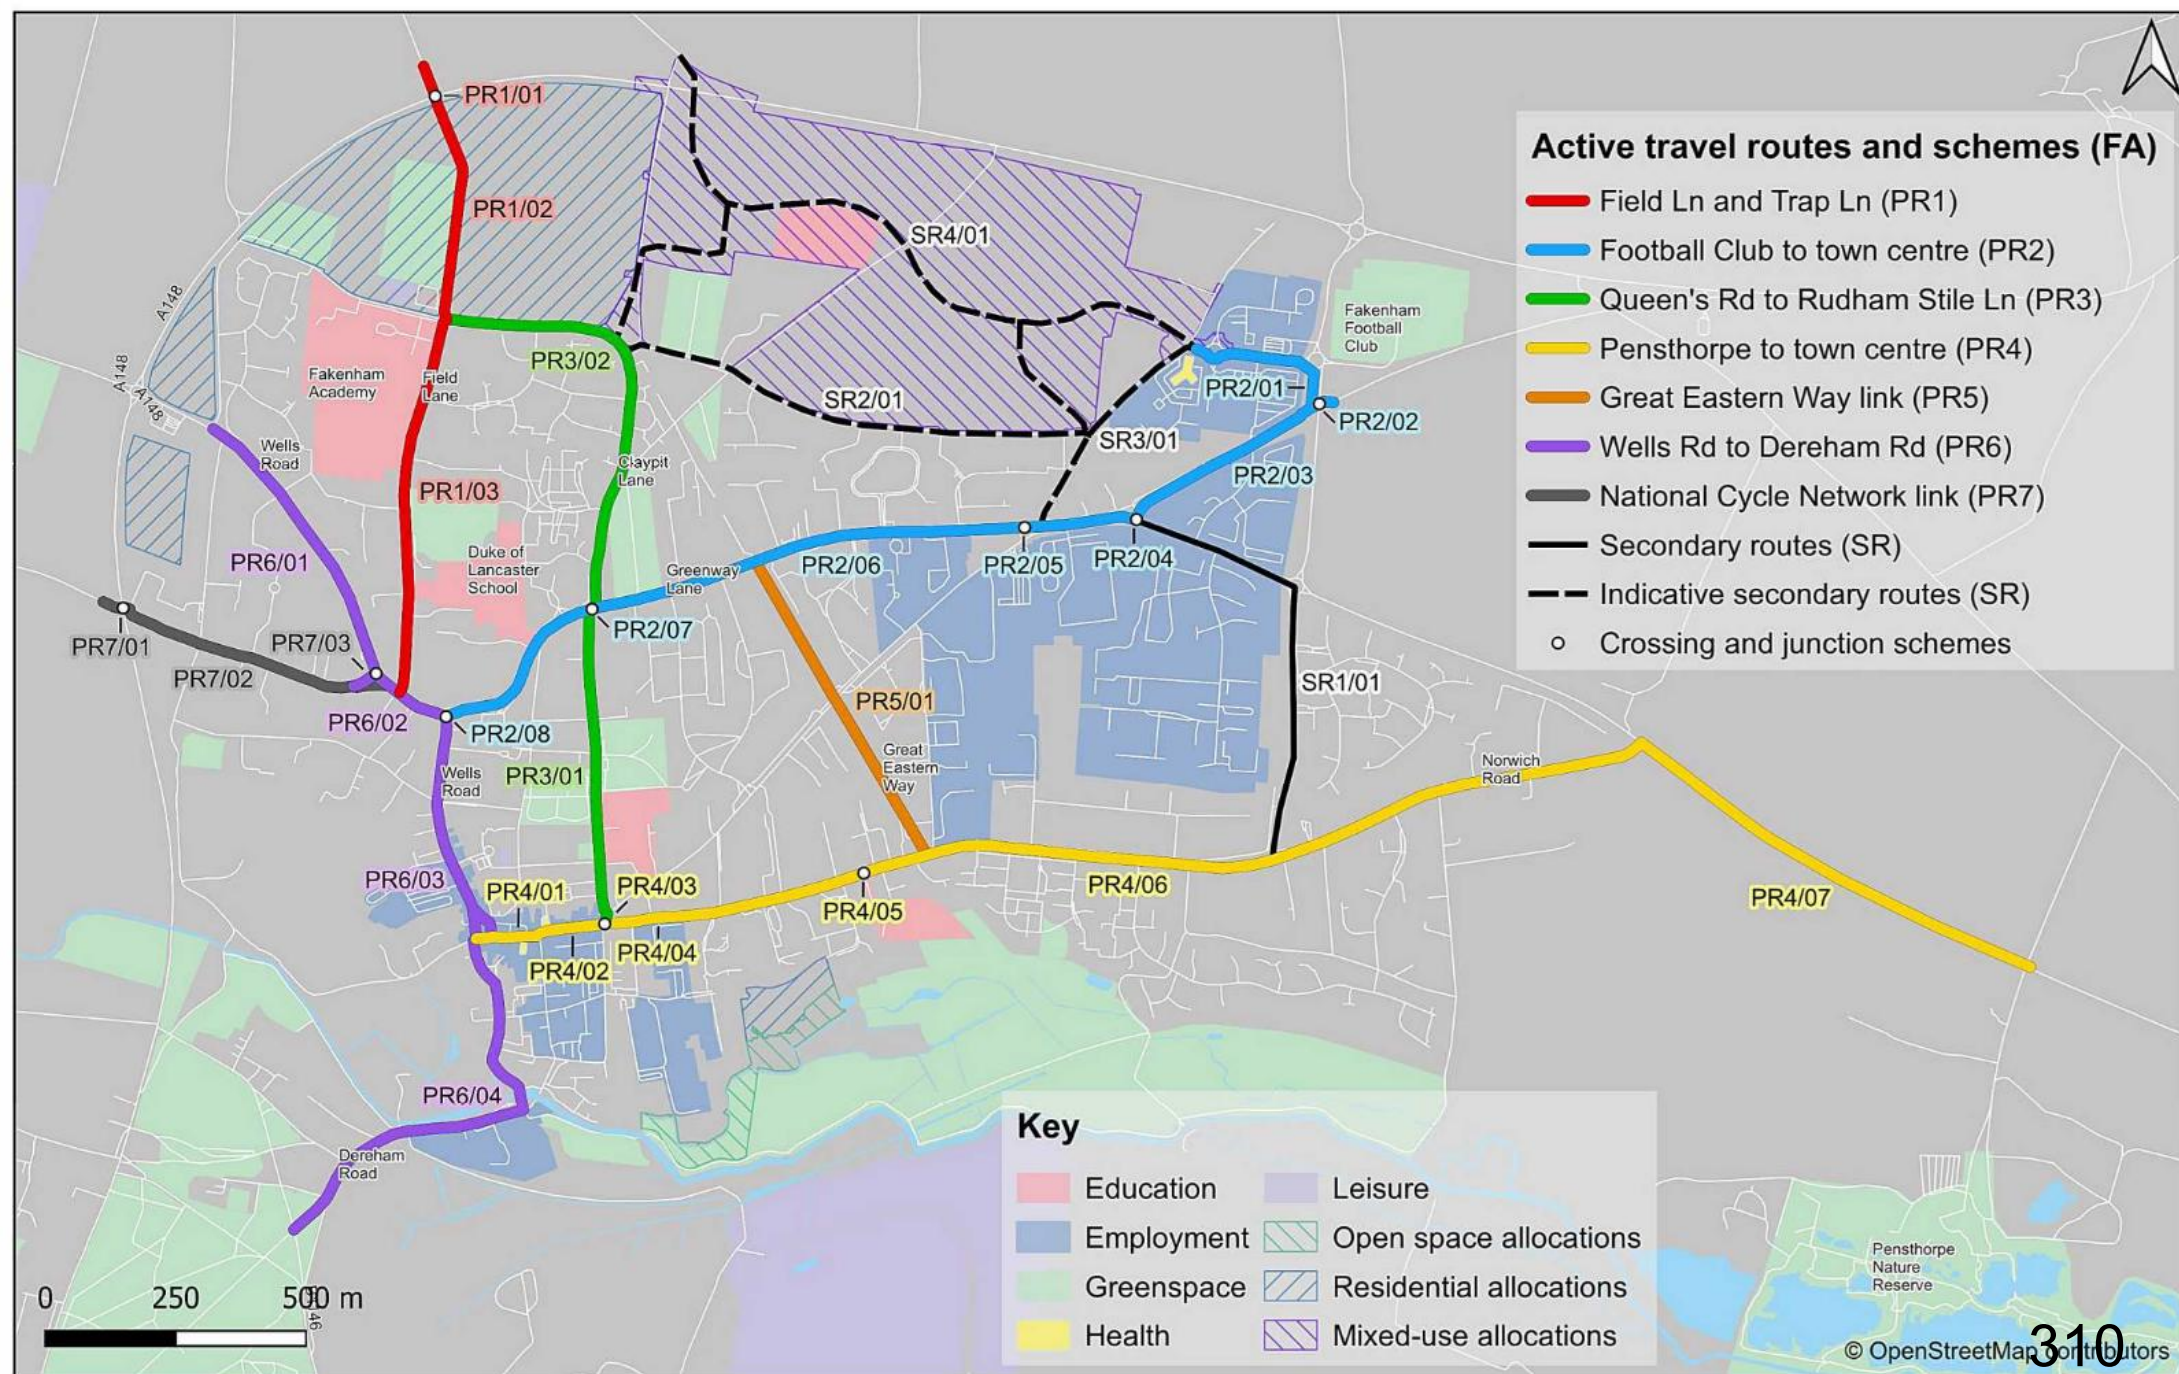 Active travel routes and schemes (FA)
Field Ln and Trap Ln (PR1)
Football Club to town centre (PR2)
Queen's Rd to Rudham Stile Ln (PR3)
Pensthorpe to town centre (PR4)
Great Eastern Way link (PR5)
Wells Rd to Dereham Rd (PR6)
National Cycle Network link (PR7)
Secondary routes (SR)
Indicative secondary routes (SR)
Crossing and junction schemes
PR1/01
PR1/02
SR4/01
A148
A148
A148
Fakenham
Football
Club
PR3/02
Fakenham
Academy
Field
Lane
SR2/01
PR2/01
PR2/02
SR3/01
Wells
Road
Claypit
Lane
PR2/03
PR1/03
PR6/01
Duke of
Lancaster
School
Greenway
Lane
PR2/06
PR2/05
PR2/04
PR7/01
PR7/03
PR2/07
PR7/02
PR6/02
PR2/08
PR5/01
SR1/01
Great
Eastern
Way
Wells
Road
PR3/01
Norwich
Road
PR6/03
PR4/01
PR4/03
PR4/05
PR4/06
PR4/07
PR4/02
PR4/04
PR6/04
Dereham
Road
Key
Education
Employment
Greenspace
Health
Leisure
Open space allocations
Residential allocations
Mixed-use allocations
Pensthorpe
Nature
Reserve
0 250 500 m
© OpenStreetMap contributors
310